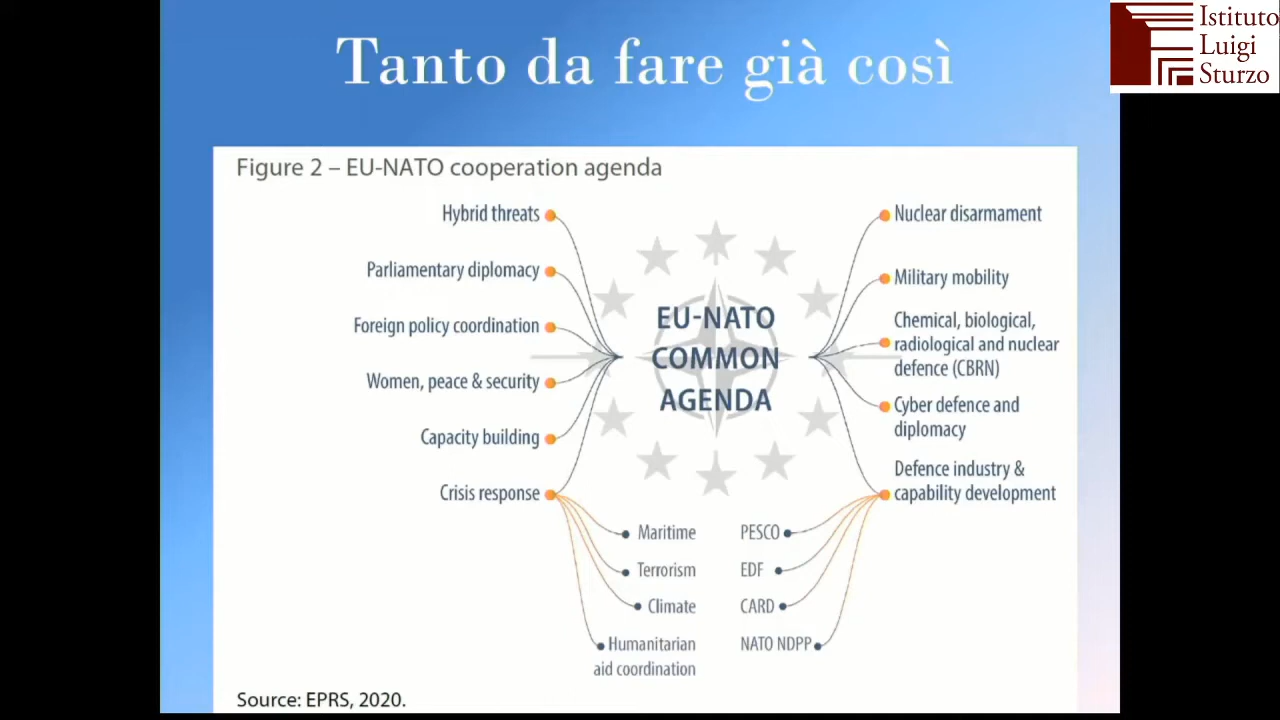 Tanto da fare già così
Istituto
Luigi
Sturzo
Figure 2 – EU-NATO cooperation agenda
Hybrid threats
Parliamentary diplomacy
Foreign policy coordination
Women, peace & security
Capacity building
Crisis response
EU-NATO
COMMON
AGENDA
Nuclear disarmament
Military mobility
Chemical, biological,
radiological and nuclear
defence (CBRN)
Cyber defence and
diplomacy
Defence industry &
capability development
Maritime
Terrorism
Climate
Humanitarian
aid coordination
PESCO
EDF
CARD
NATO NDPP
Source: EPRS, 2020.